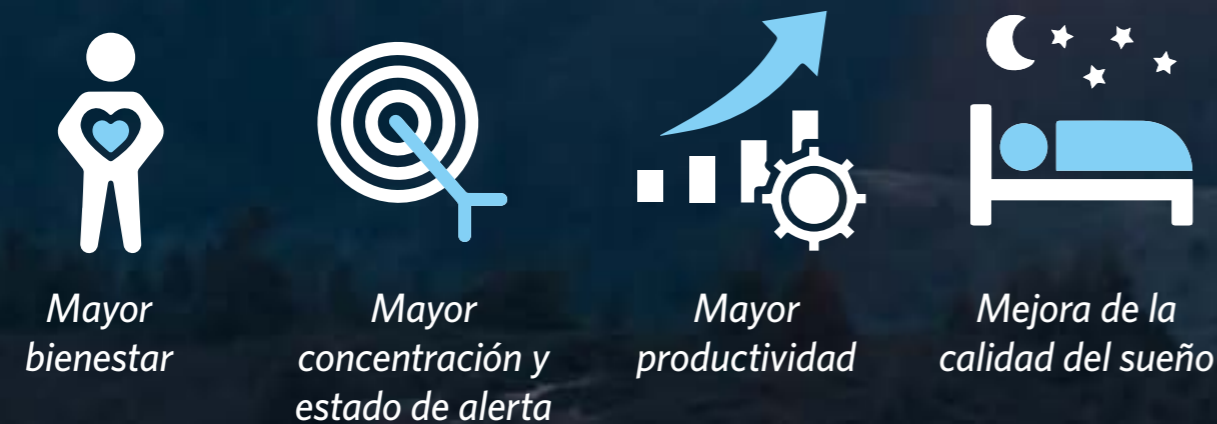 Mayor
bienestar
Mayor
concentración y
estado de alerta
Mayor
productividad
Mejora de la
calidad del sueño